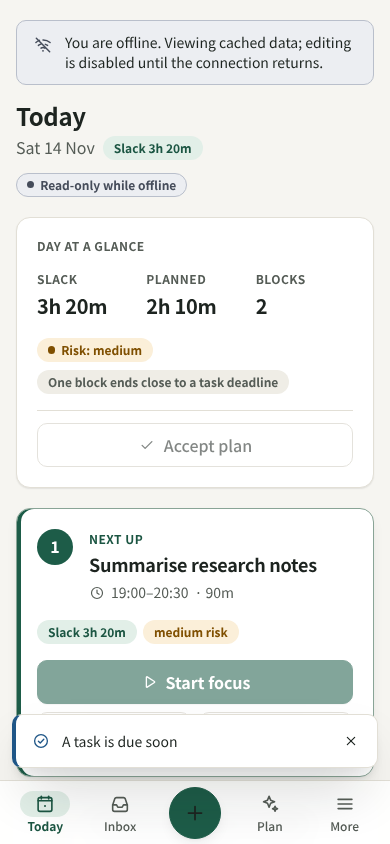 You are offline. Viewing cached data; editing
is disabled until the connection returns.
Today
Sat 14 Nov
Slack 3h 20m
Read-only while offline
DAY AT A GLANCE
SLACK PLANNED BLOCKS
3h 20m 2h 10m 2
Risk: medium
One block ends close to a task deadline
Accept plan
1
NEXT UP
Summarise research notes
19:00–20:30 · 90m
Slack 3h 20m
medium risk
Start focus
A task is due soon
Today Inbox Plan More